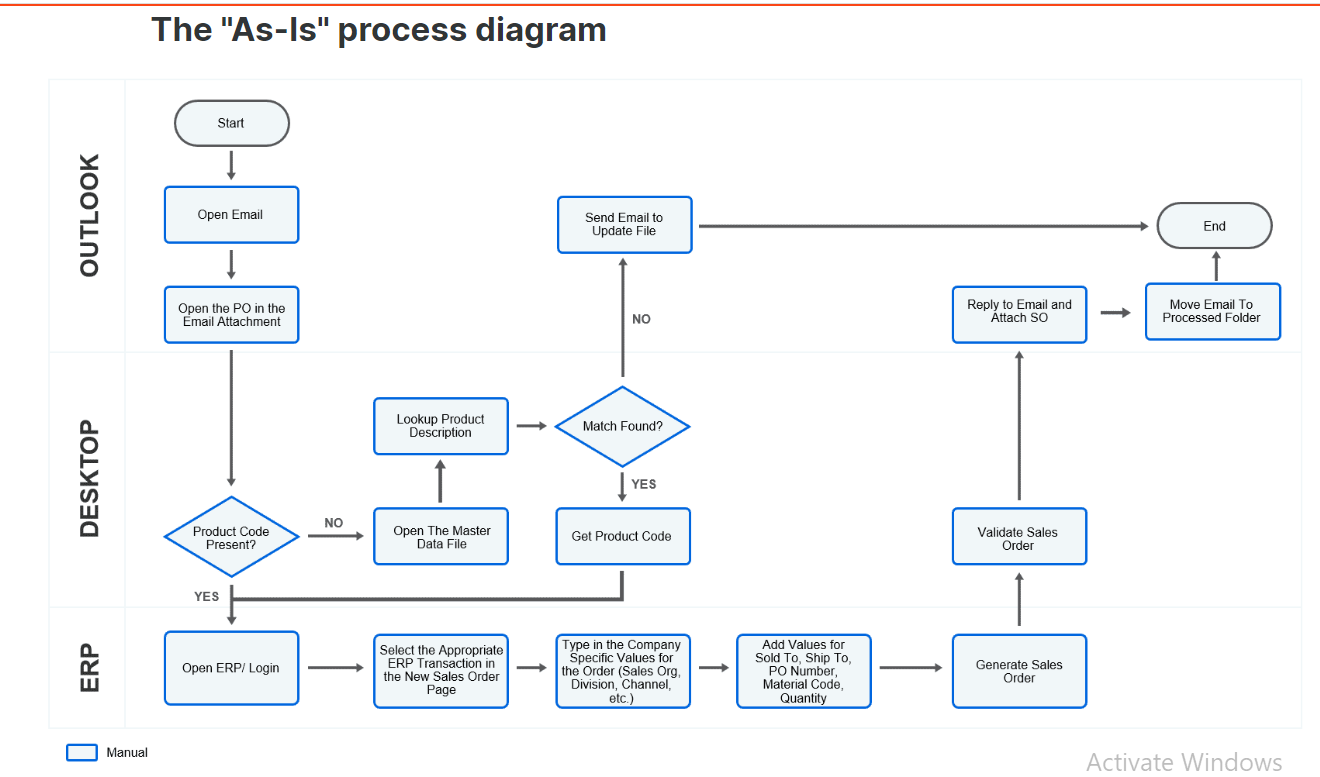 The "As-Is" process diagram
OUTLOOK
Start
Open Email
Open the PO in the
Email Attachment
Send Email to
Update File
End
NO
Reply to Email and
Attach SO
Move Email To
Processed Folder
DESKTOP
Lookup Product
Description
Match Found?
YES
Product Code
Present?
NO
Open The Master
Data File
Get Product Code
Validate Sales
Order
YES
ERP
Open ERP/ Login
Select the Appropriate
ERP Transaction in
the New Sales Order
Page
Type in the Company
Specific Values for
the Order (Sales Org,
Division, Channel,
etc.)
Add Values for
Sold To, Ship To,
PO Number,
Material Code,
Quantity
Generate Sales
Order
Manual
Activate Windows